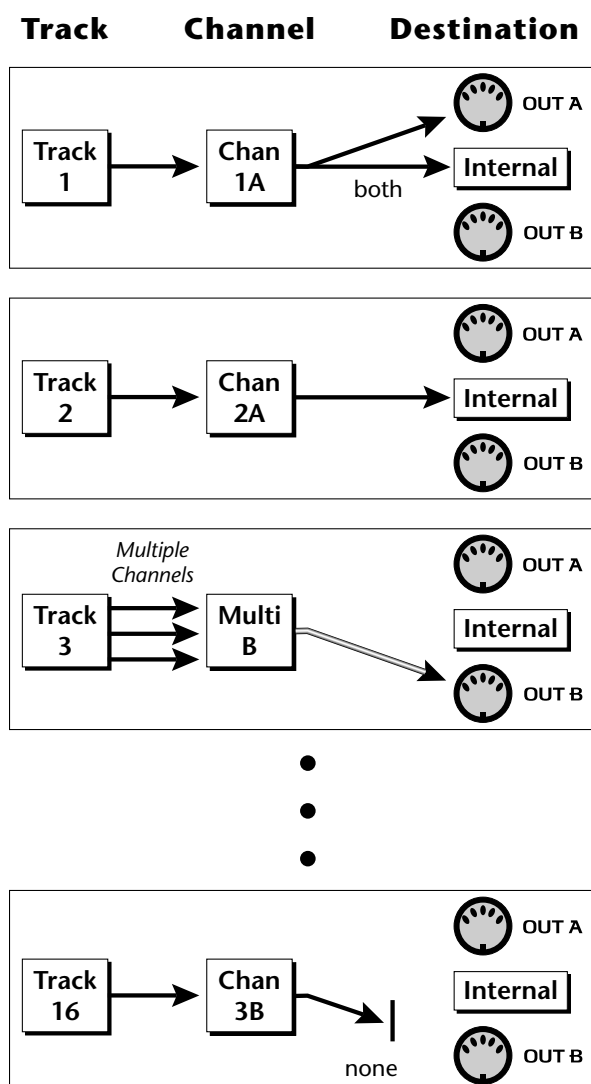 Track Channel Destination
OUT A
Track
1
Chan
1A
both
Internal
OUT B
OUT A
Track
2
Chan
2A
Internal
OUT B
Multiple
Channels
OUT A
Track
3
Multi
B
Internal
OUT B
OUT A
Track
16
Chan
3B
Internal
none
OUT B